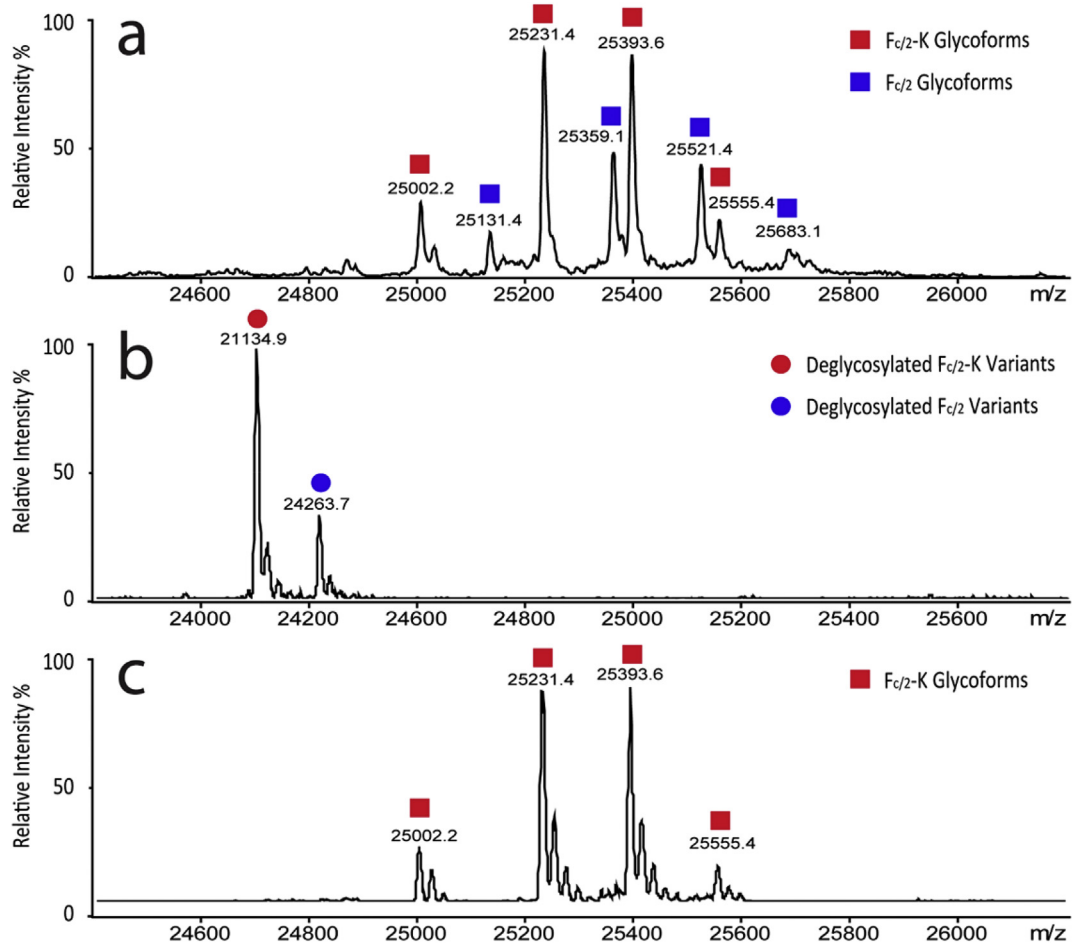 a
Relative Intensity %
100
50
0
25002.2
25131.4
25231.4
25359.1
25393.6
25521.4
25555.4
25683.1
Fc/2-K Glycoforms
Fc/2 Glycoforms
24600 24800 25000 25200 25400 25600 25800 26000 m/z
b
Relative Intensity %
100
50
0
21134.9
24263.7
Deglycosylated Fc/2-K Variants
Deglycosylated Fc/2 Variants
24000 24200 24600 24800 25000 25200 25400 25600 m/z
c
Relative Intensity %
100
50
0
25002.2
25231.4
25393.6
25555.4
Fc/2-K Glycoforms
24600 24800 25000 25200 25400 25600 25800 26000 m/z